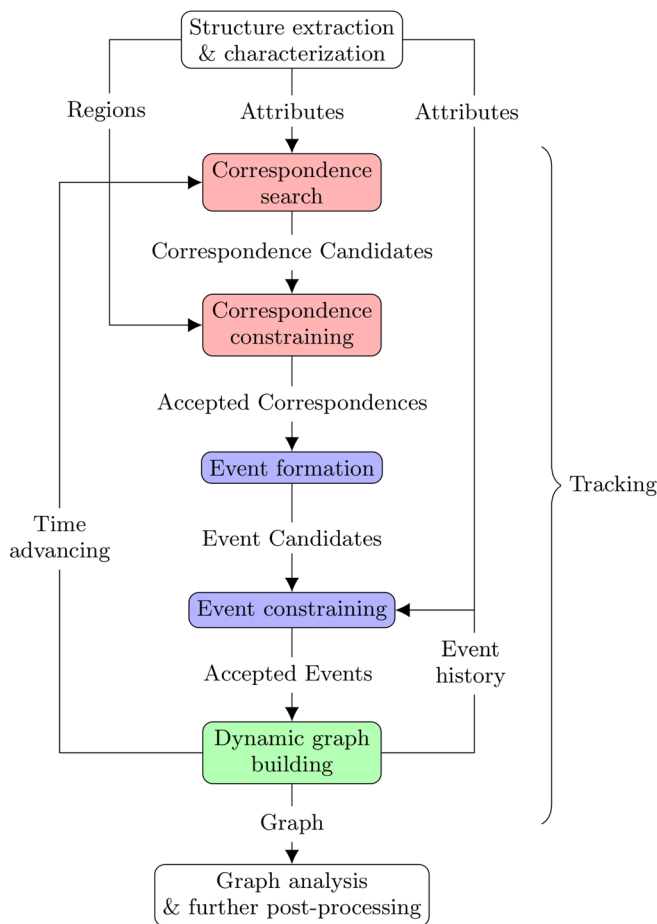 Structure extraction
& characterization
Regions
Attributes
Attributes
Correspondence
search
Correspondence Candidates
Correspondence
constraining
Accepted Correspondences
Event formation
Tracking
Time
advancing
Event Candidates
Event constraining
Event
history
Accepted Events
Dynamic graph
building
Graph
Graph analysis
& further post-processing